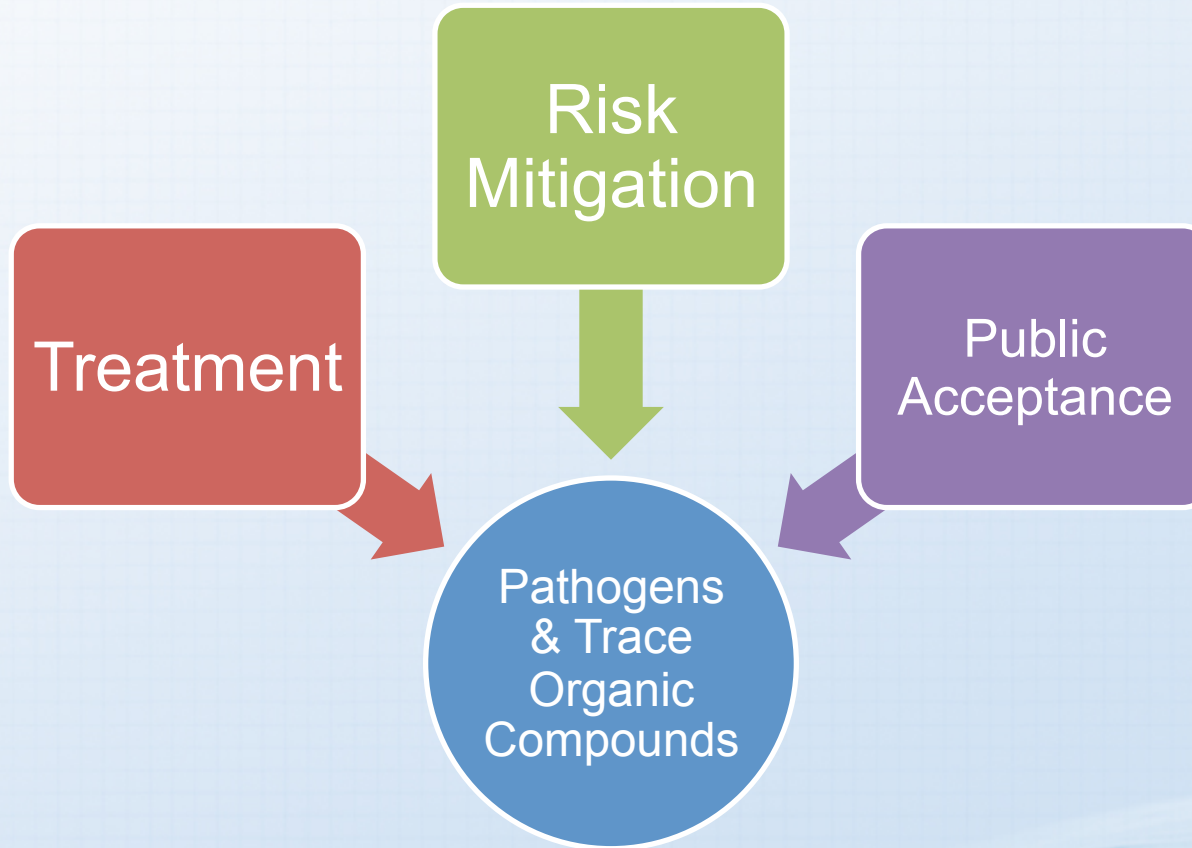 Risk
Mitigation
Treatment
Public
Acceptance
Pathogens
& Trace
Organic
Compounds